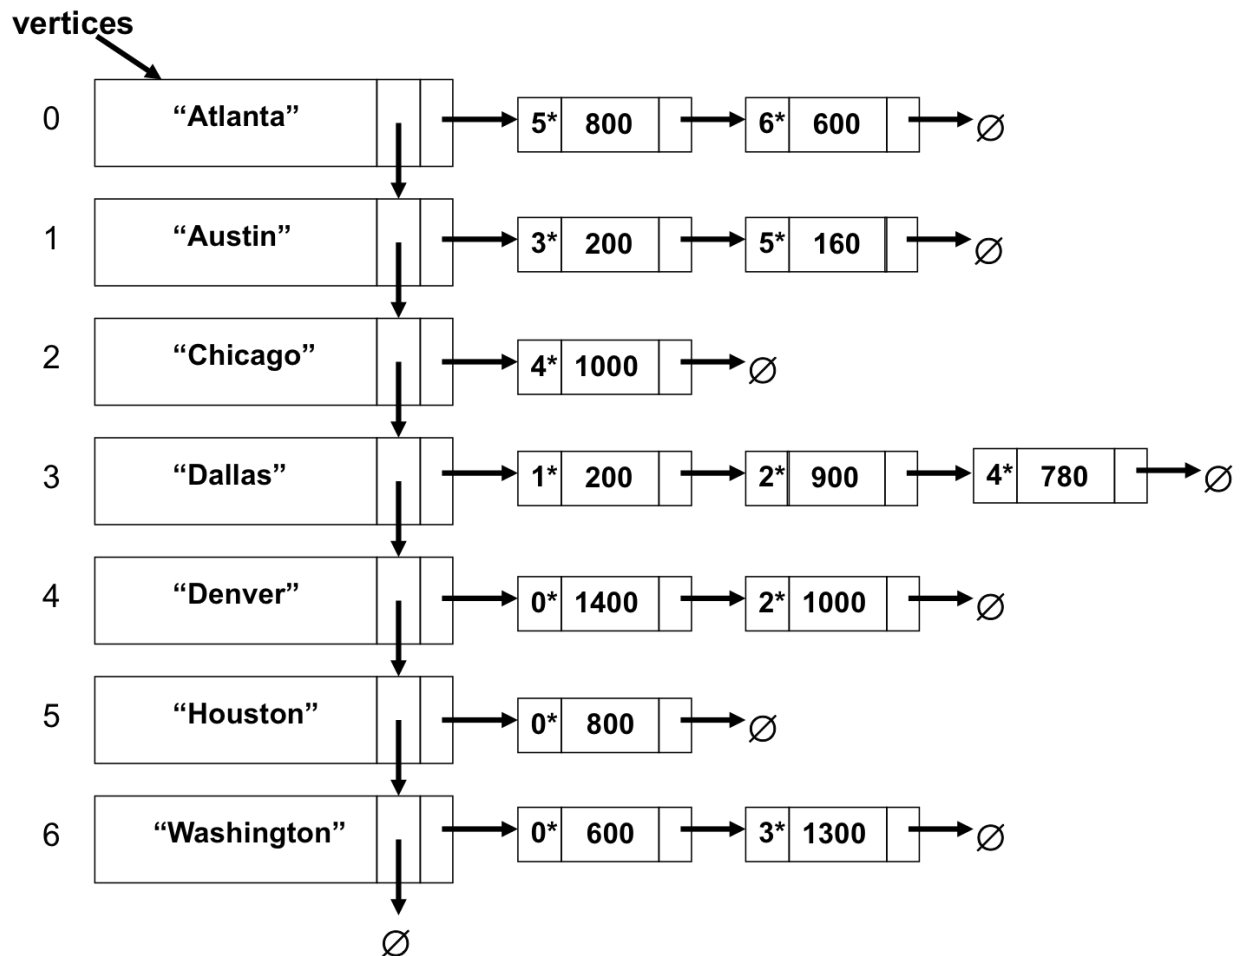 vertices
0 “Atlanta” 5* 800 6* 600 ∅
1 “Austin” 3* 200 5* 160 ∅
2 “Chicago” 4* 1000 ∅
3 “Dallas” 1* 200 2* 900 4* 780 ∅
4 “Denver” 0* 1400 2* 1000 ∅
5 “Houston” 0* 800 ∅
6 “Washington” 0* 600 3* 1300 ∅
∅